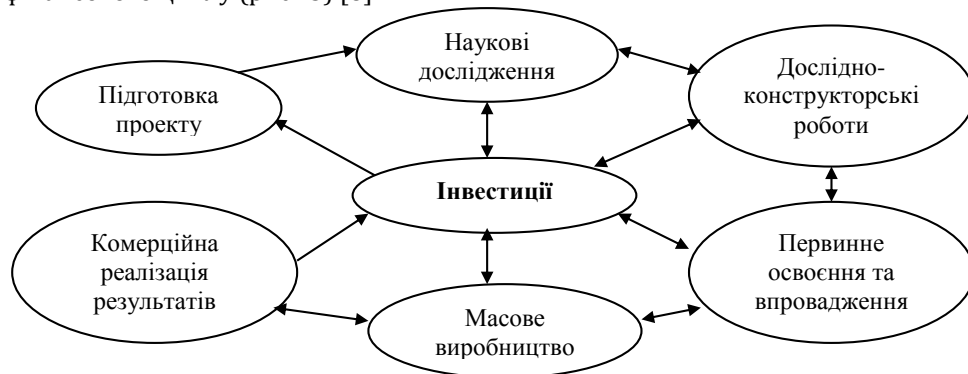 Наукові
дослідження
Дослідно-
конструкторські
роботи
Підготовка
проекту
Інвестиції
Комерційна
реалізація
результатів
Первинне
освоєння та
впровадження
Масове
виробництво